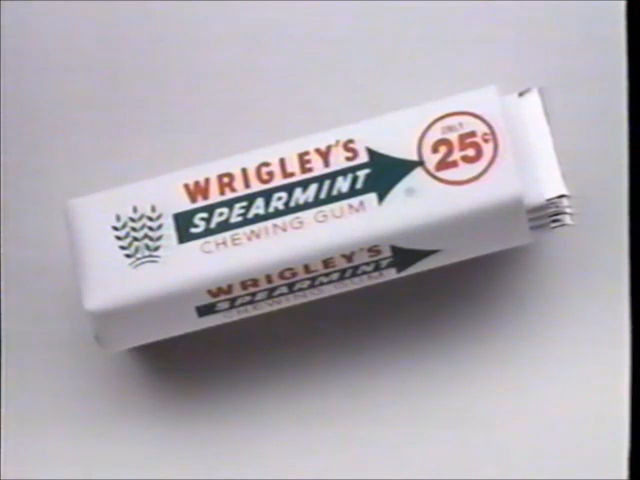 ONLY
25¢
WRIGLEY'S
SPEARMINT
CHEWING GUM
WRIGLEY'S
SPEARMINT
CHEWING GUM